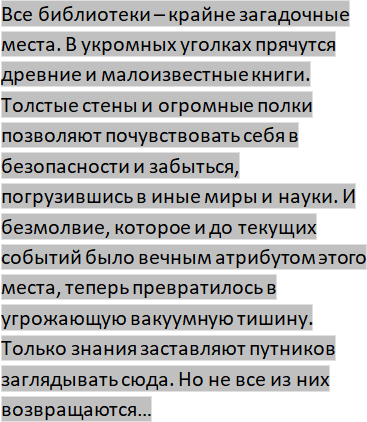 Все библиотеки – крайне загадочные
места. В укромных уголках прячутся
древние и малоизвестные книги.
Толстые стены и огромные полки
позволяют почувствовать себя в
безопасности и забыться,
погрузившись в иные миры и науки. И
безмолвие, которое и до текущих
событий было вечным атрибутом этого
места, теперь превратилось в
угрожающую вакуумную тишину.
Только знания заставляют путников
заглядывать сюда. Но не все из них
возвращаются…